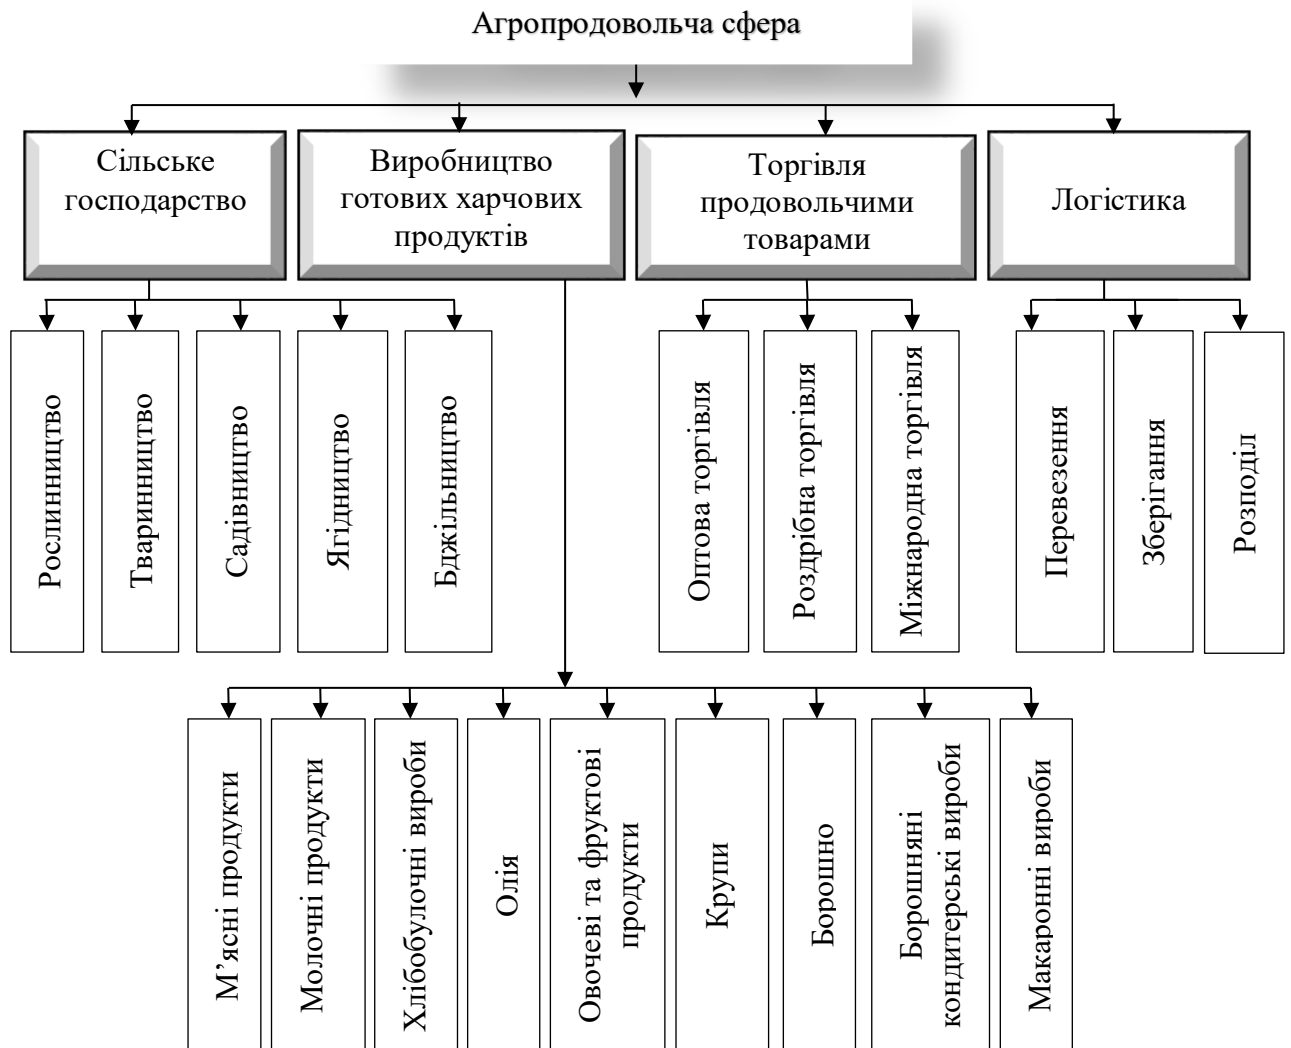 Агропродовольча сфера
Сільське
господарство
Виробництво
готових харчових
продуктів
Торгівля
продовольчими
товарами
Логістика
Рослинництво
Тваринництво
Садівництво
Ягідництво
Бджільництво
Оптова торгівля
Роздрібна торгівля
Міжнародна торгівля
Перевезення
Зберігання
Розподіл
М’ясні продукти
Молочні продукти
Хлібобулочні вироби
Олія
Овочеві та фруктові
продукти
Крупи
Борошно
Борошняні
кондитерські вироби
Макаронні вироби